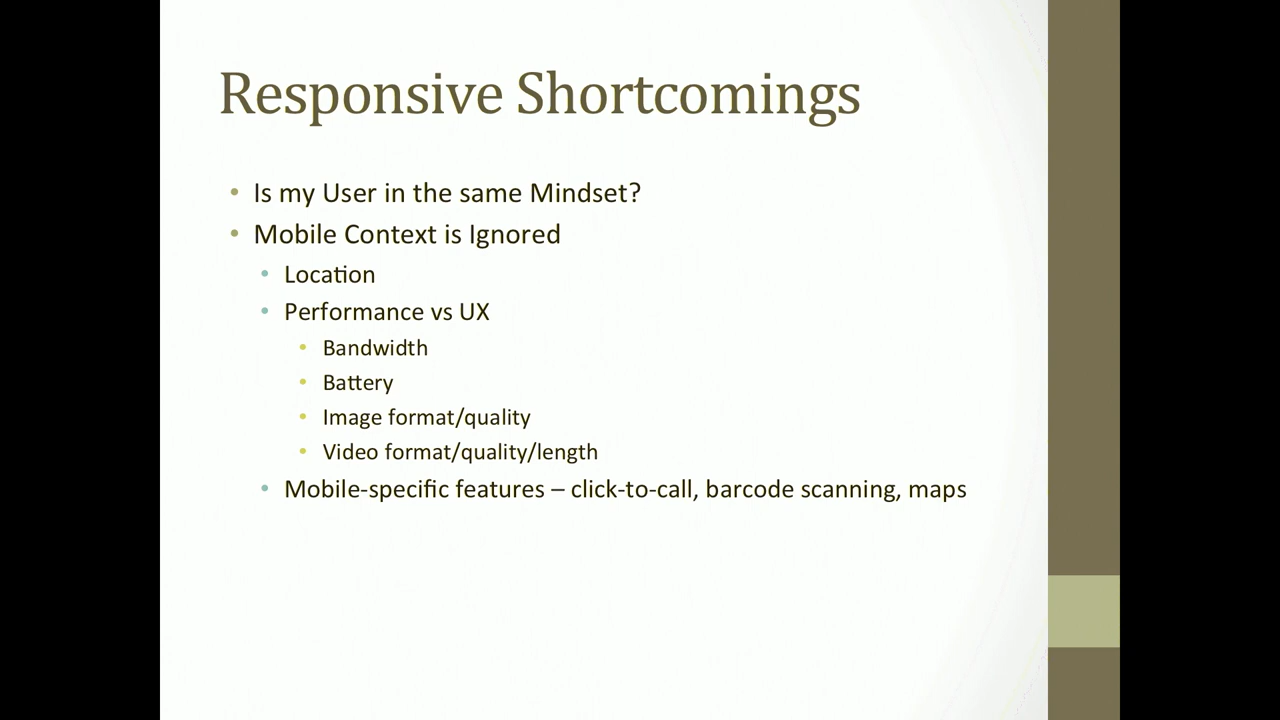 Responsive Shortcomings
• Is my User in the same Mindset?
• Mobile Context is Ignored
• Location
• Performance vs UX
• Bandwidth
• Battery
• Image format/quality
• Video format/quality/length
• Mobile-specific features – click-to-call, barcode scanning, maps